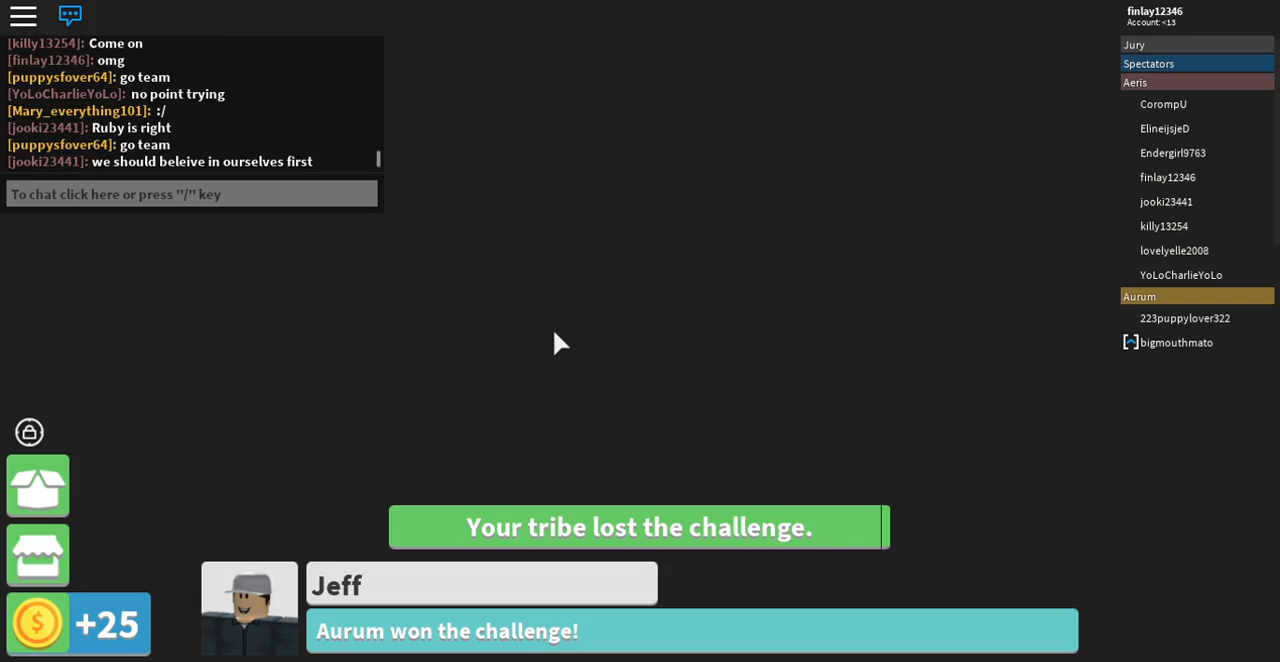 [killy13254]: Come on
[finlay12346]: omg
[puppysfover64]: go team
[YoLoCharlieYoLo]: no point trying
[Mary_everything101]: :/
[jooki23441]: Ruby is right
[puppysfover64]: go team
[jooki23441]: we should beleive in ourselves first
To chat click here or press "/" key
finlay12346
Account: <13
Jury
Spectators
Aeris
CorompU
ElineijsjeD
Endergirl9763
finlay12346
jooki23441
killy13254
lovelyelle2008
YoLoCharlieYoLo
Aurum
223puppylover322
bigmouthmato
Your tribe lost the challenge.
Jeff
Aurum won the challenge!
$ +25